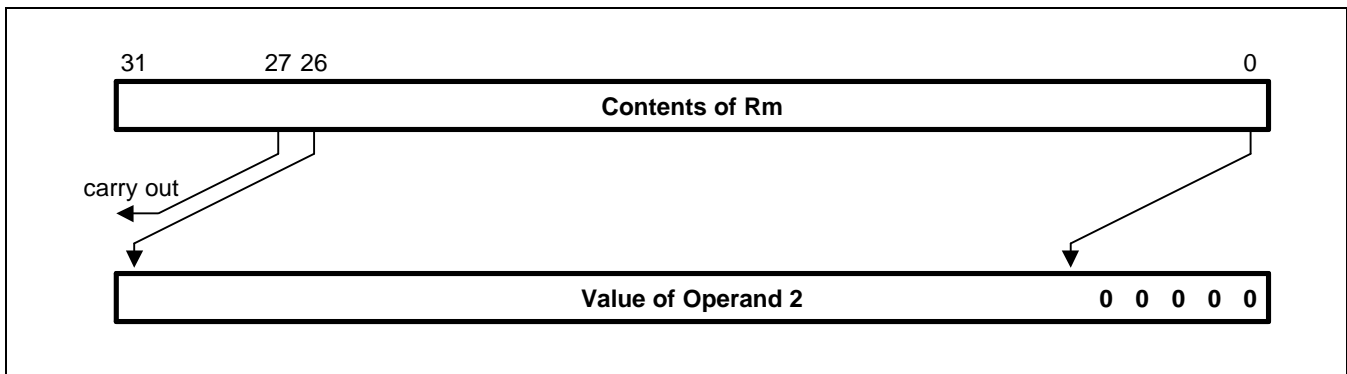 31 27 26 0
Contents of Rm
carry out
Value of Operand 2 0 0 0 0 0